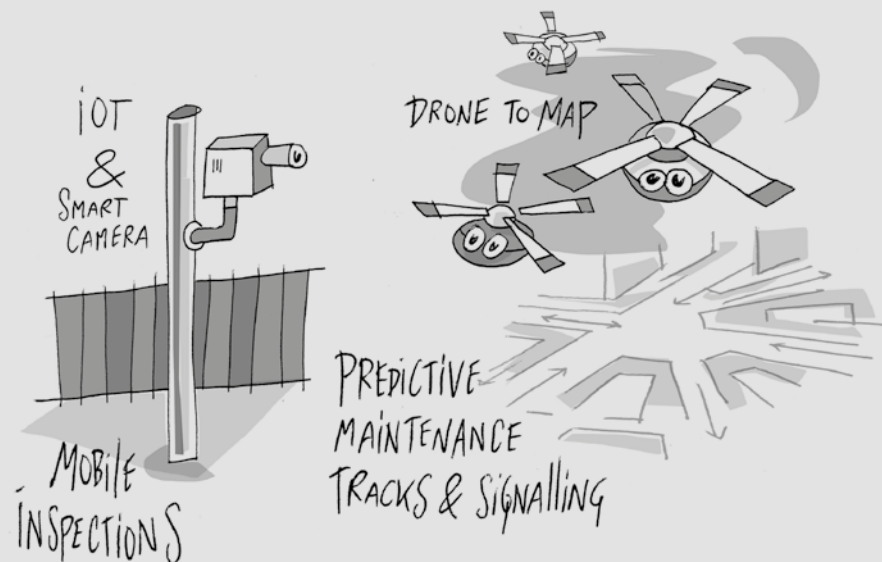 iOT
&
SMART
CAMERA
MOBilE
iNSPECTiONS
DRONE TO MAP
PREDiCTiVE
MAiNTENANCE
TRACKS & SiGNAlliNG